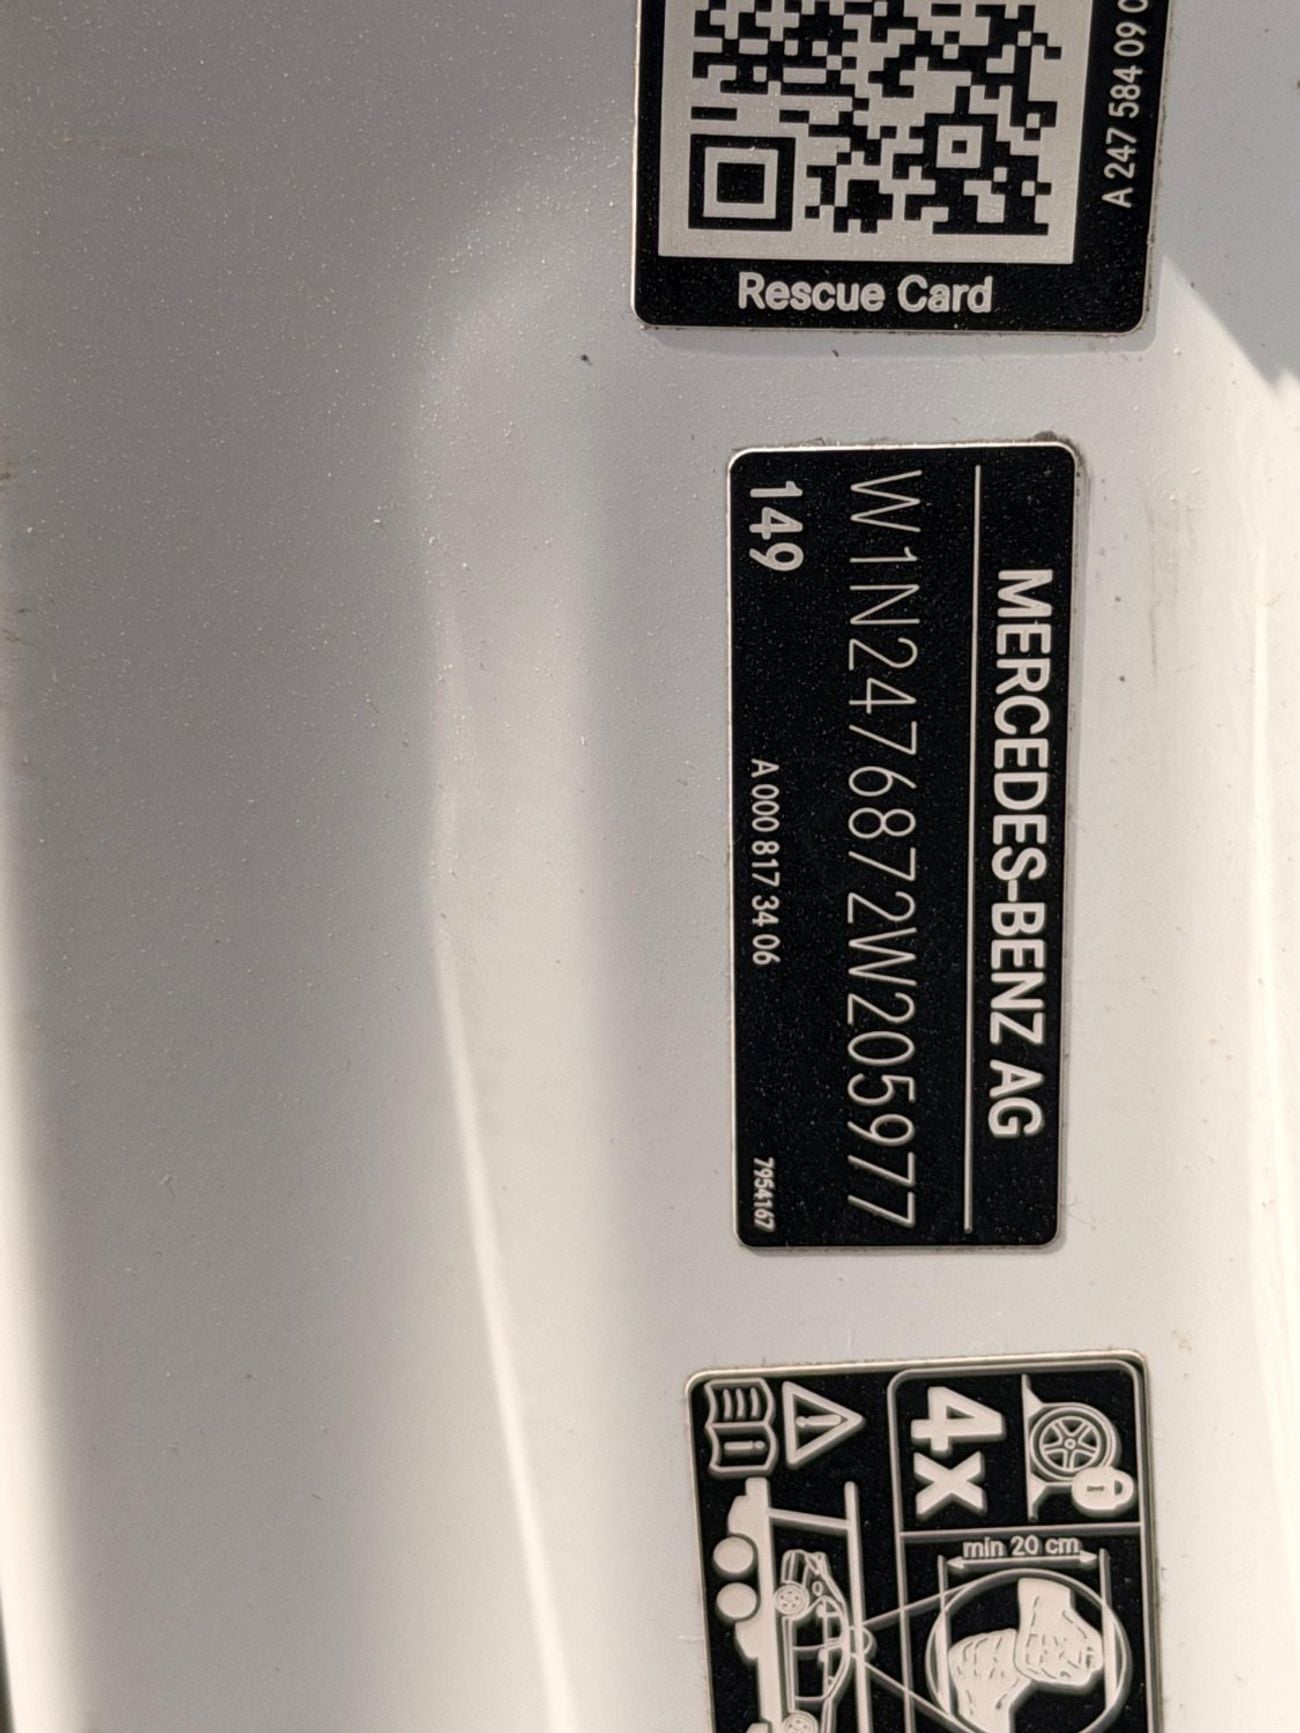 A 247 584 09 0
Rescue Card
MERCEDES-BENZ AG
W1N2476872W205977
149 A 000 817 34 06 7954167
4x
min 20 cm